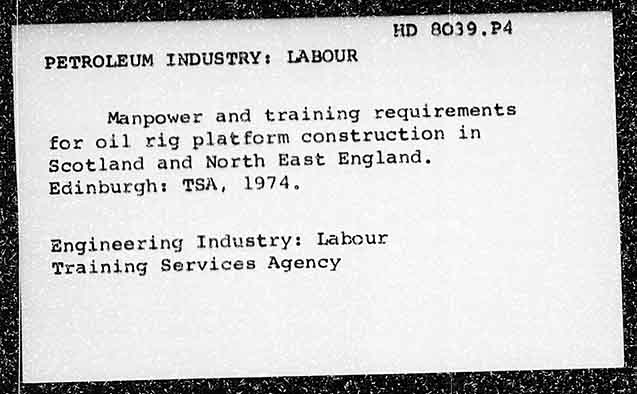 HD 8039.P4
PETROLEUM INDUSTRY: LABOUR
Manpower and training requirements
for oil rig platform construction in
Scotland and North East England.
Edinburgh: TSA, 1974.
Engineering Industry: Labour
Training Services Agency